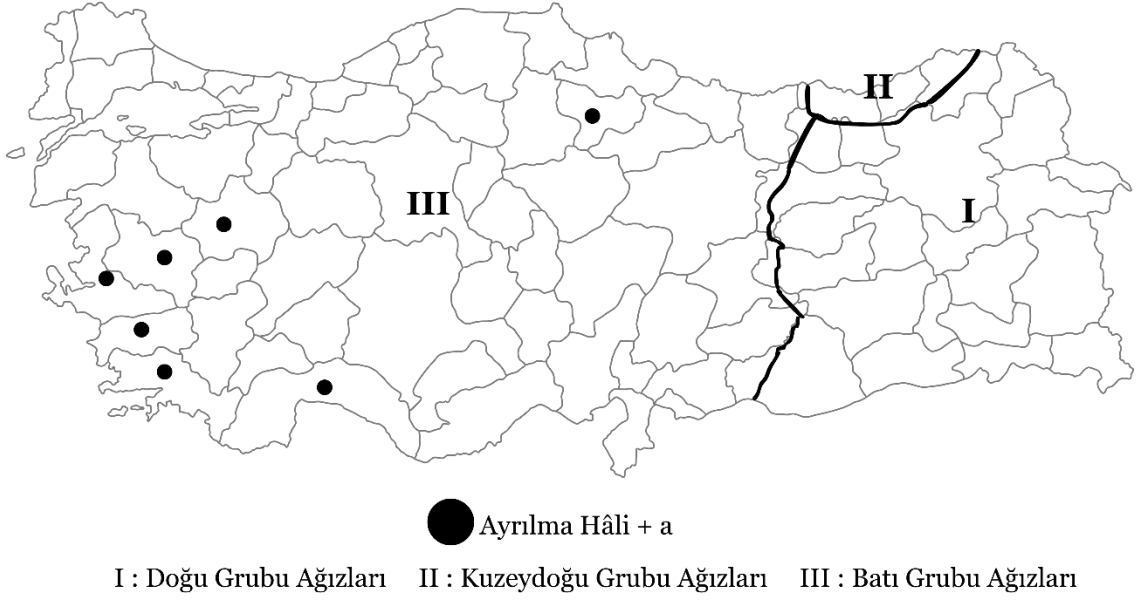 II
III
I
Ayrılma Hâli + a
I : Doğu Grubu Ağızları II : Kuzeydoğu Grubu Ağızları III : Batı Grubu Ağızları